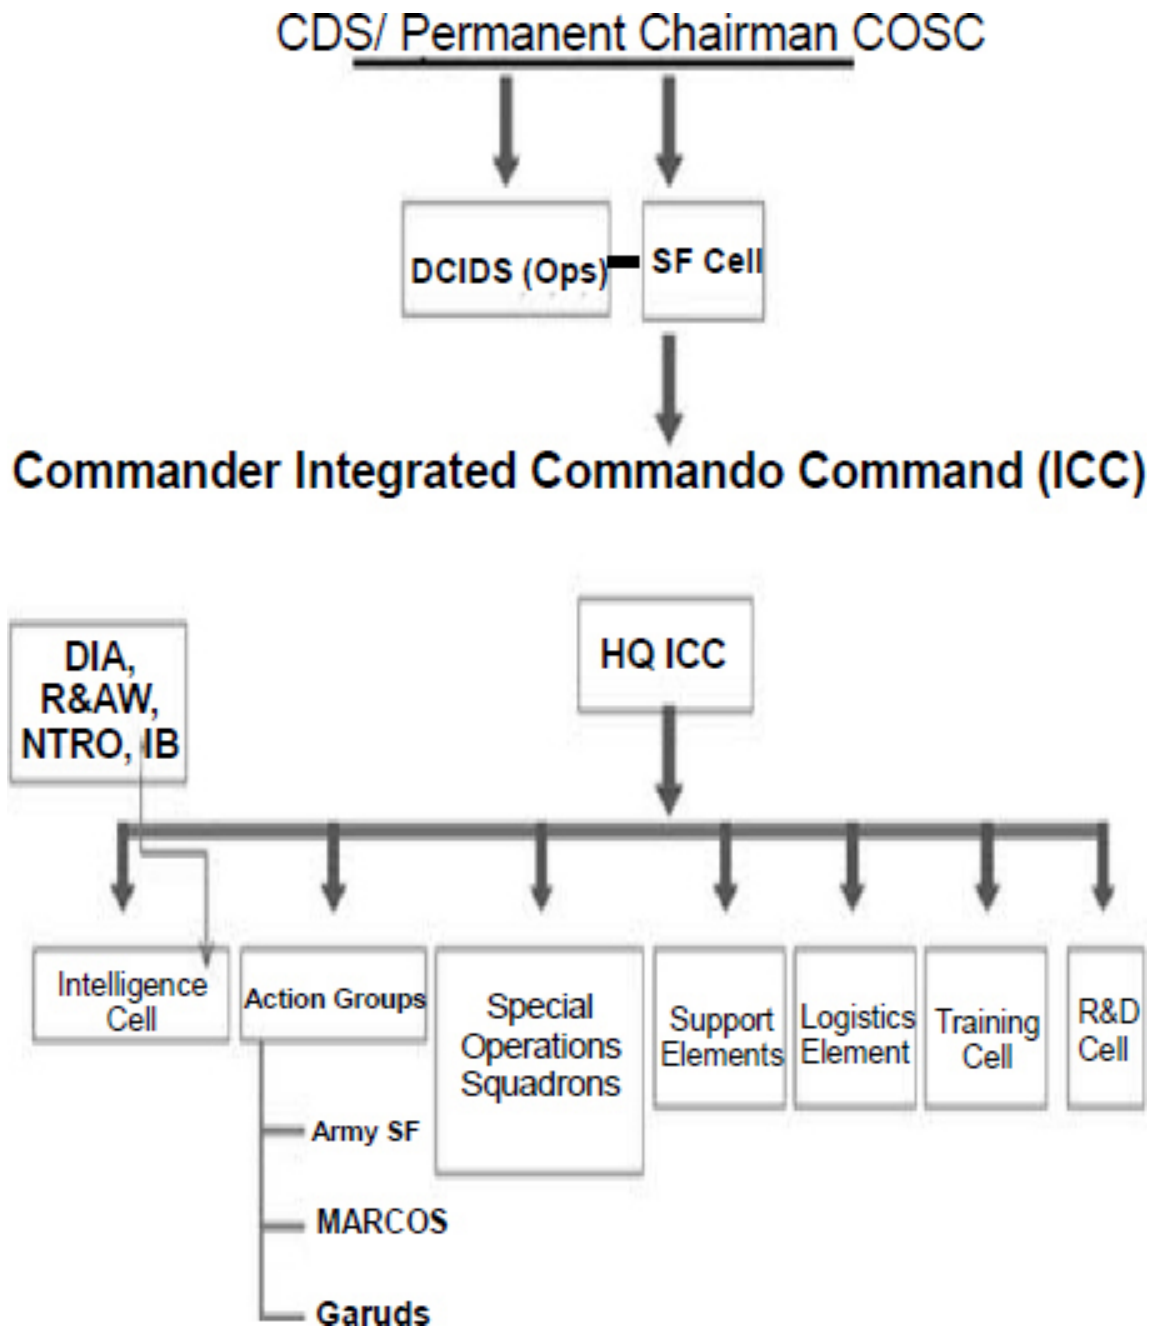 CDS/ Permanent Chairman COSC
DCIDS (Ops)
SF Cell
Commander Integrated Commando Command (ICC)
DIA,
R&AW,
NTRO, IB
HQ ICC
Intelligence
Cell
Action Groups
Special
Operations
Squadrons
Support
Elements
Logistics
Element
Training
Cell
R&D
Cell
Army SF
MARCOS
Garuds